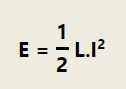 E = 1/2 L.I²